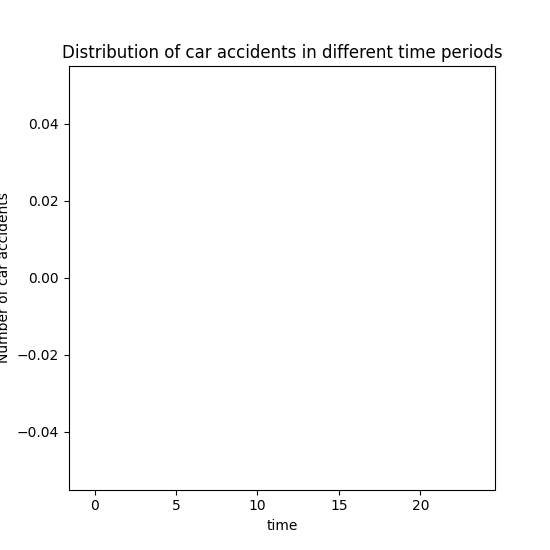 Distribution of car accidents in different time periods
0.04
0.02
0.00
−0.02
−0.04
Number of car accidents
0 5 10 15 20
time